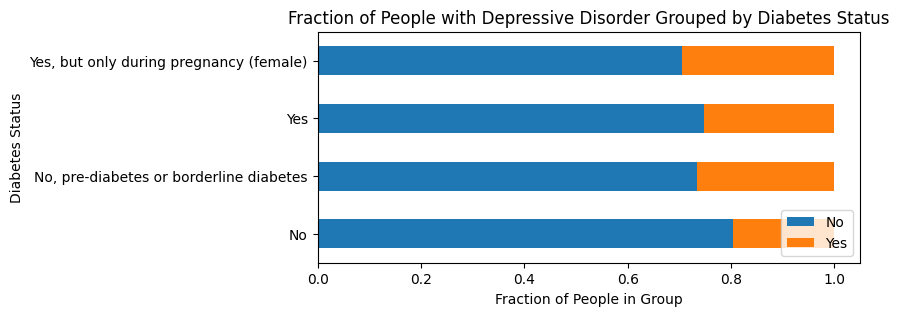 Fraction of People with Depressive Disorder Grouped by Diabetes Status
Diabetes Status
Yes, but only during pregnancy (female)
Yes
No, pre-diabetes or borderline diabetes
No
No
Yes
0.0 0.2 0.4 0.6 0.8 1.0
Fraction of People in Group